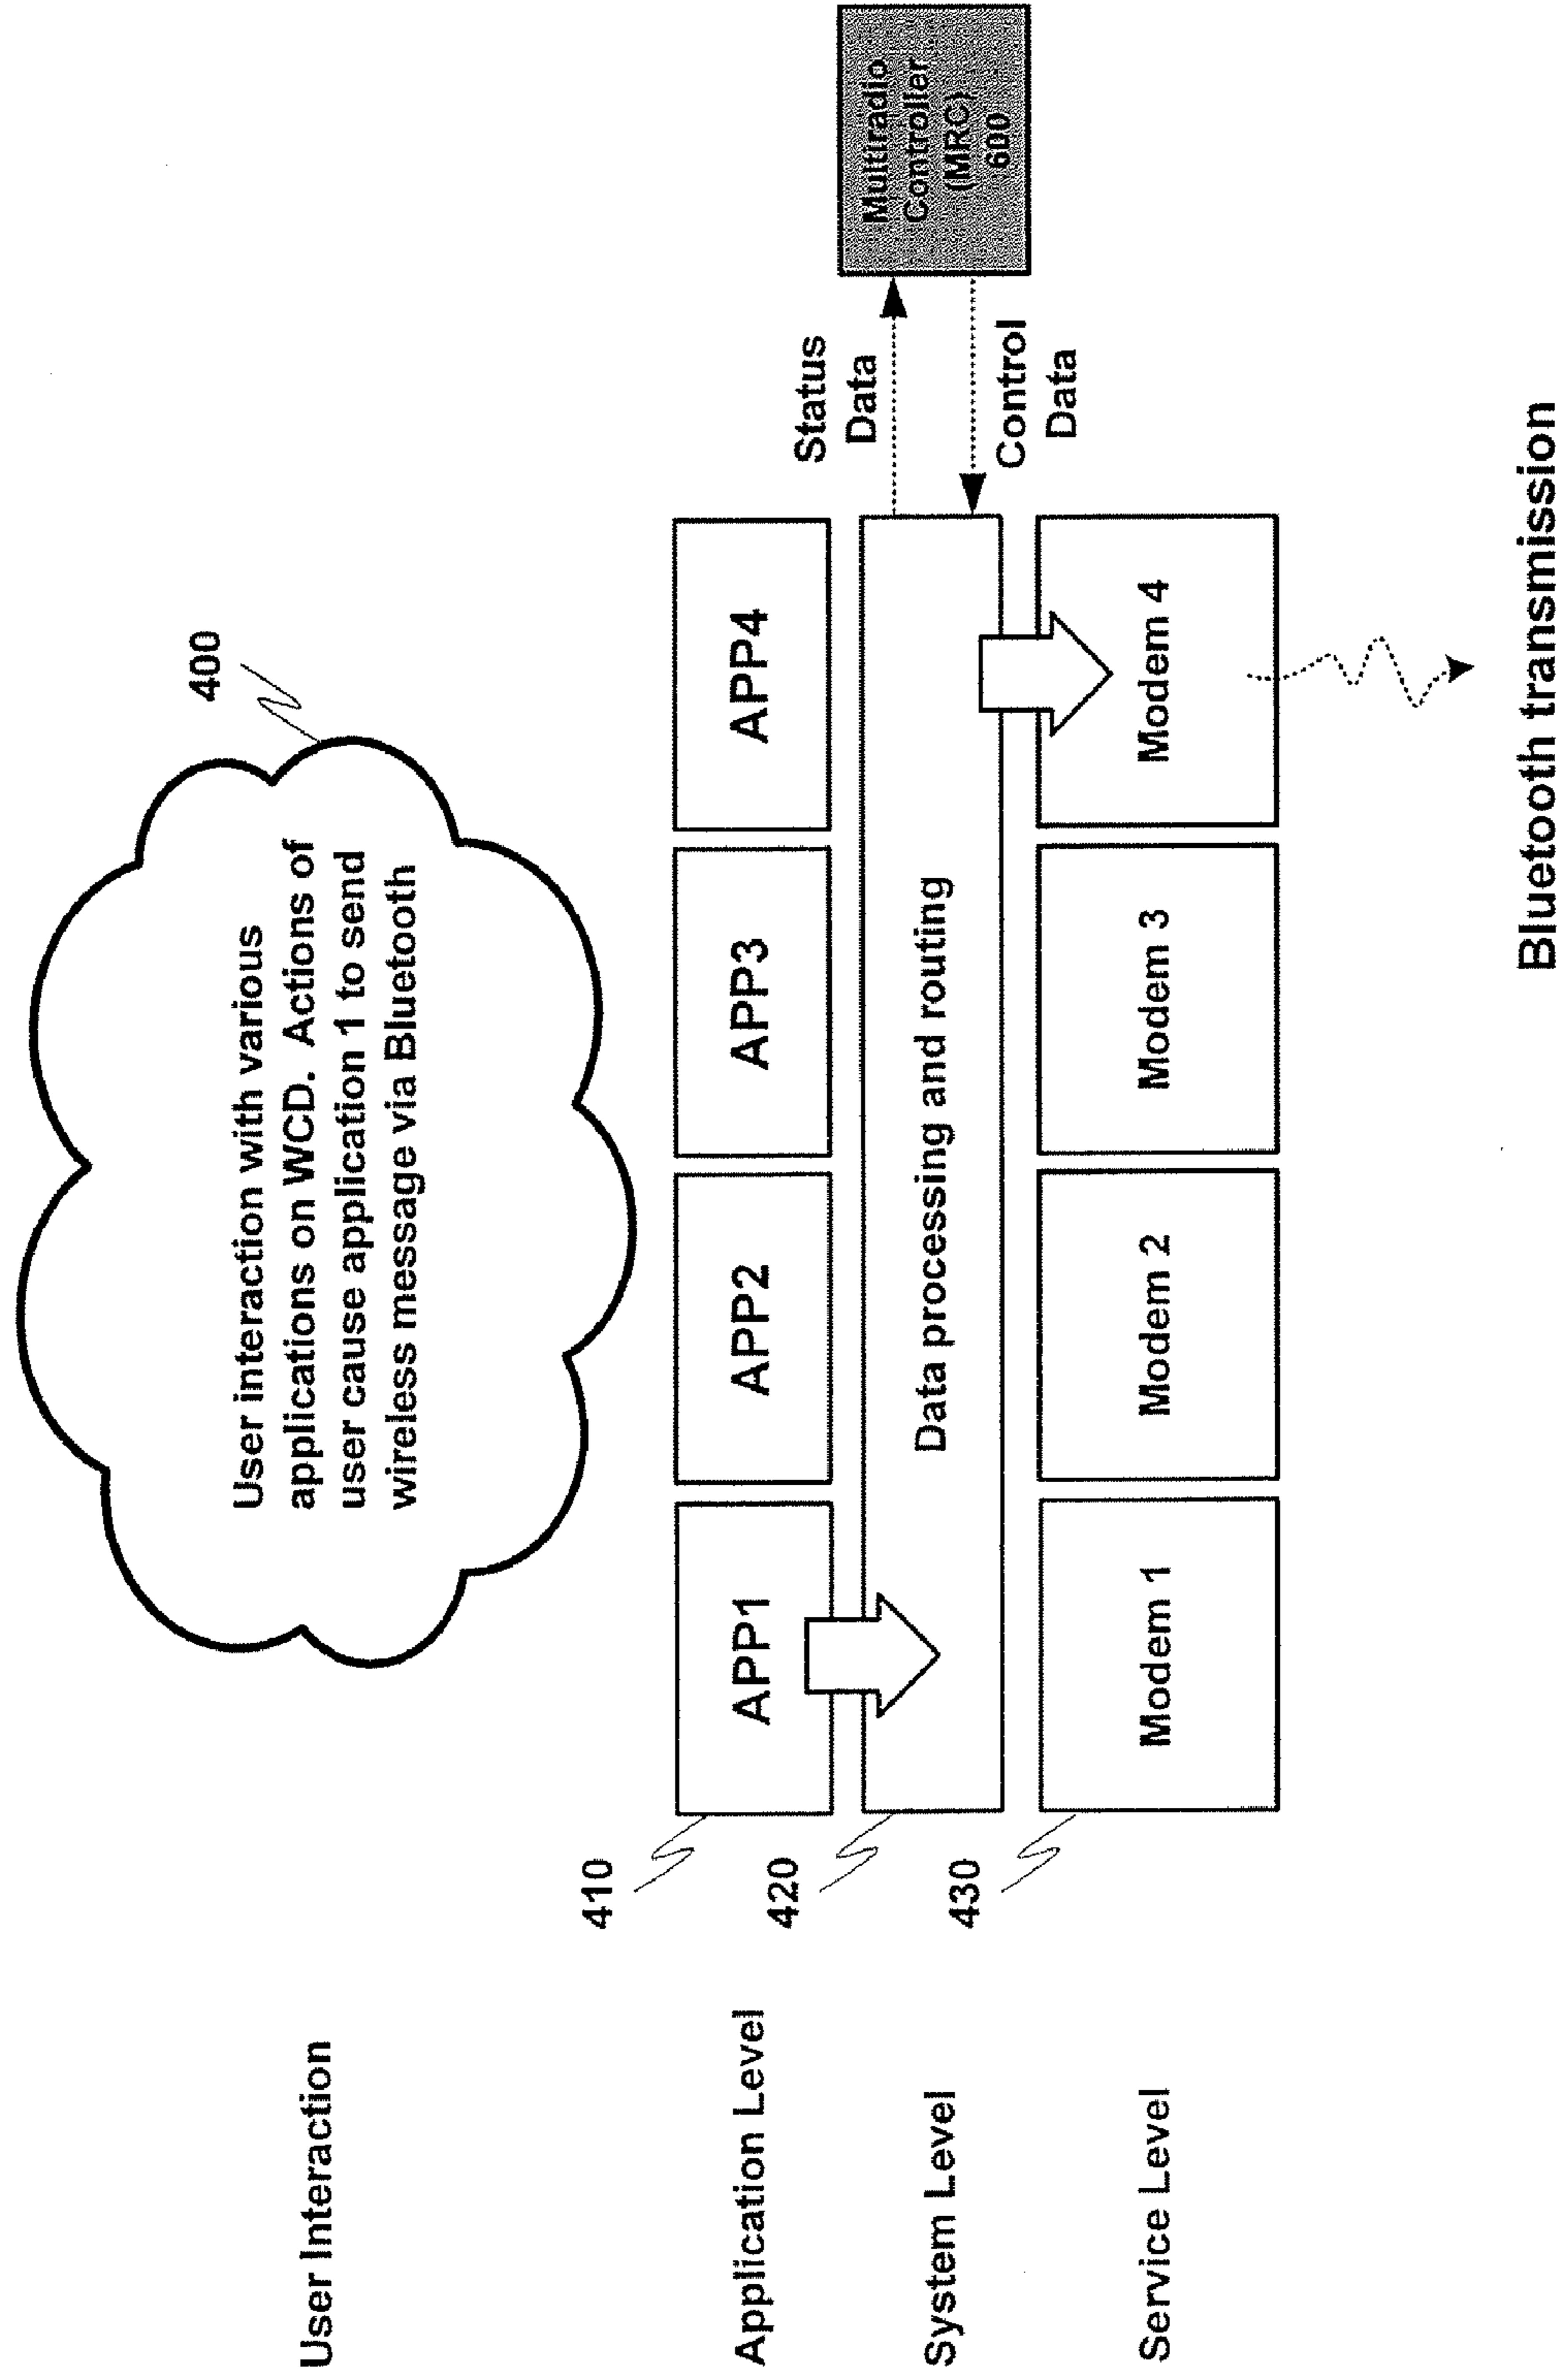 User Interaction
400
User interaction with various
applications on WCD. Actions of
user cause application 1 to send
wireless message via Bluetooth
Application Level
410
APP1
APP2
APP3
APP4
System Level
420
Data processing and routing
Status
Data
Control
Data
Multiradio
Controller
(MRC)
600
Service Level
430
Modem 1
Modem 2
Modem 3
Modem 4
Bluetooth transmission